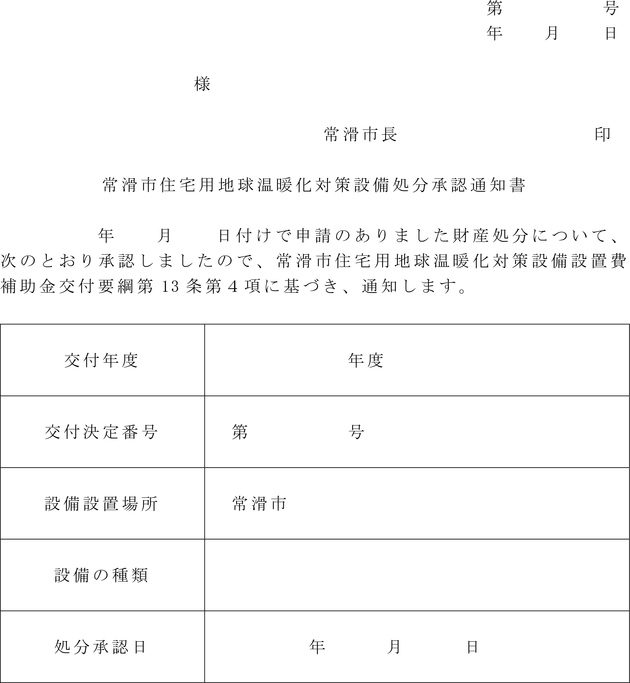 第　　　　　号
年　　月　　日
様
常滑市長　　　　　　　　　　印
常滑市住宅用地球温暖化対策設備処分承認通知書
年　　月　　日付けで申請のありました財産処分について、
次のとおり承認しましたので、常滑市住宅用地球温暖化対策設備設置費
補助金交付要綱第13条第４項に基づき、通知します。
交付年度　　　　　年度
交付決定番号　　　第　　　　　号
設備設置場所　　　常滑市
設備の種類
処分承認日　　　　年　　　月　　　日